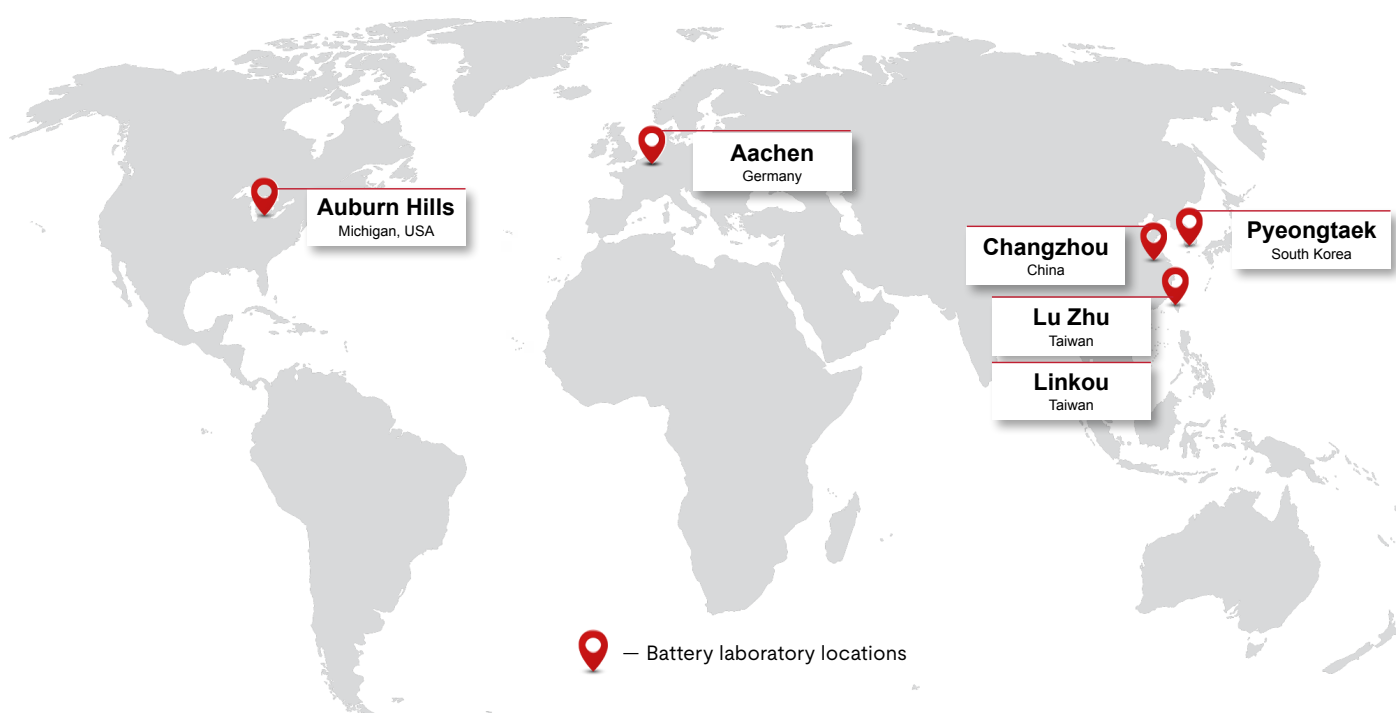 Aachen
Germany
Auburn Hills
Michigan, USA
Pyeongtaek
South Korea
Changzhou
China
Lu Zhu
Taiwan
Linkou
Taiwan
— Battery laboratory locations